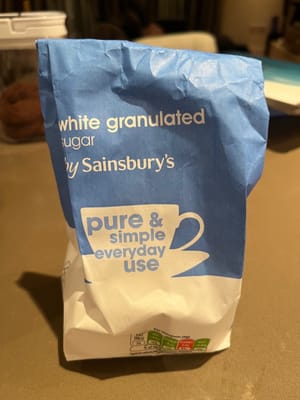 white granulated
sugar
by Sainsbury's
pure &
simple
everyday
use